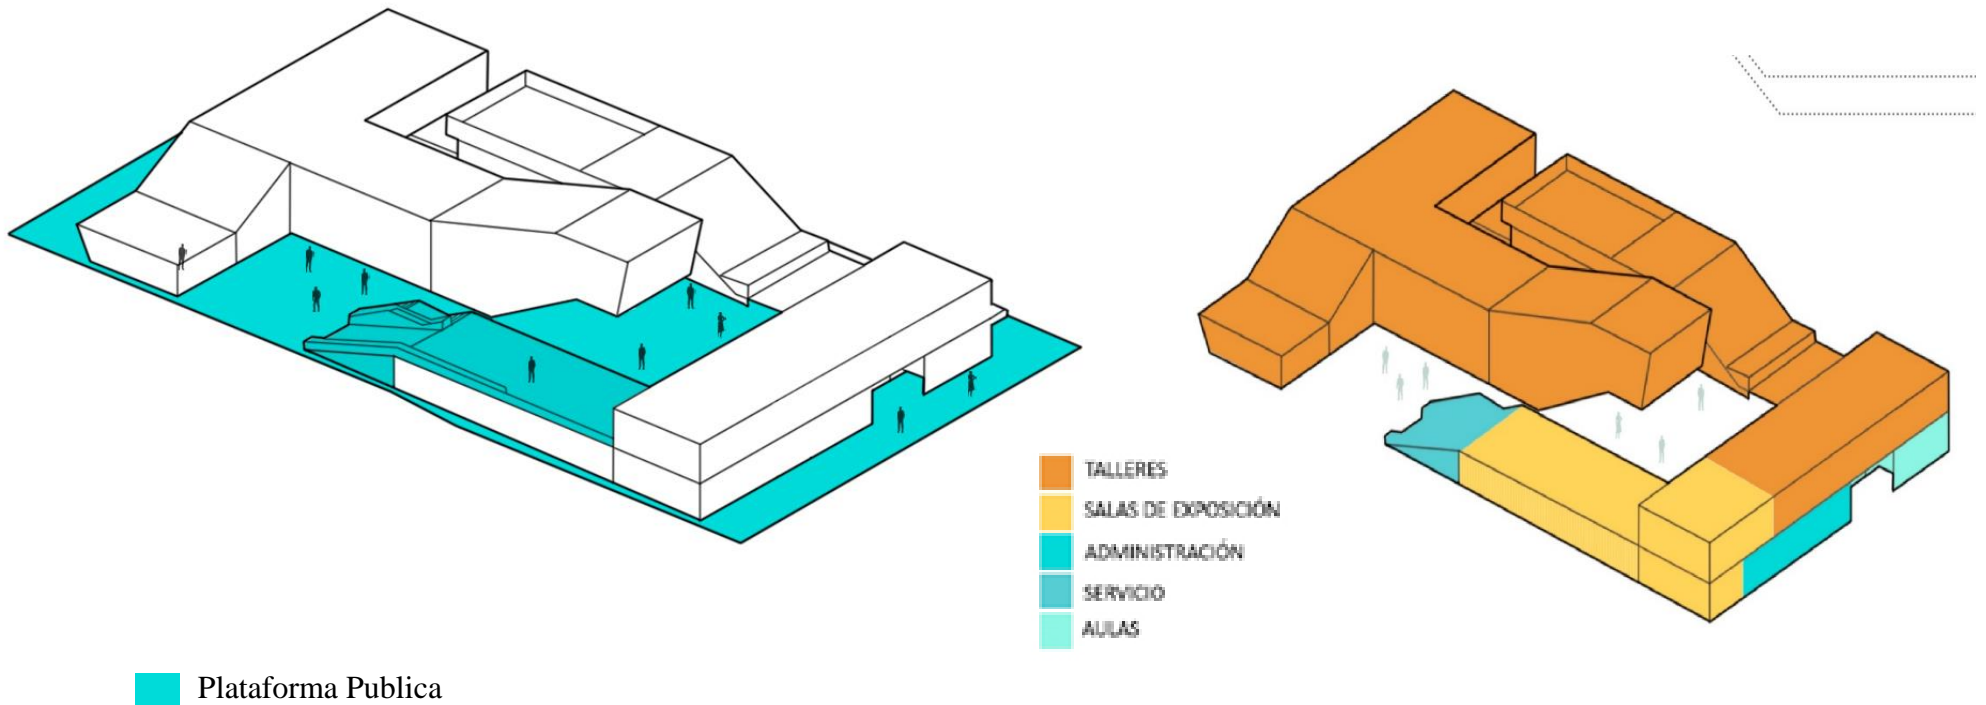 TALLERES
SALAS DE EXPOSICIÓN
ADMINISTRACIÓN
SERVICIO
AULAS
Plataforma Publica